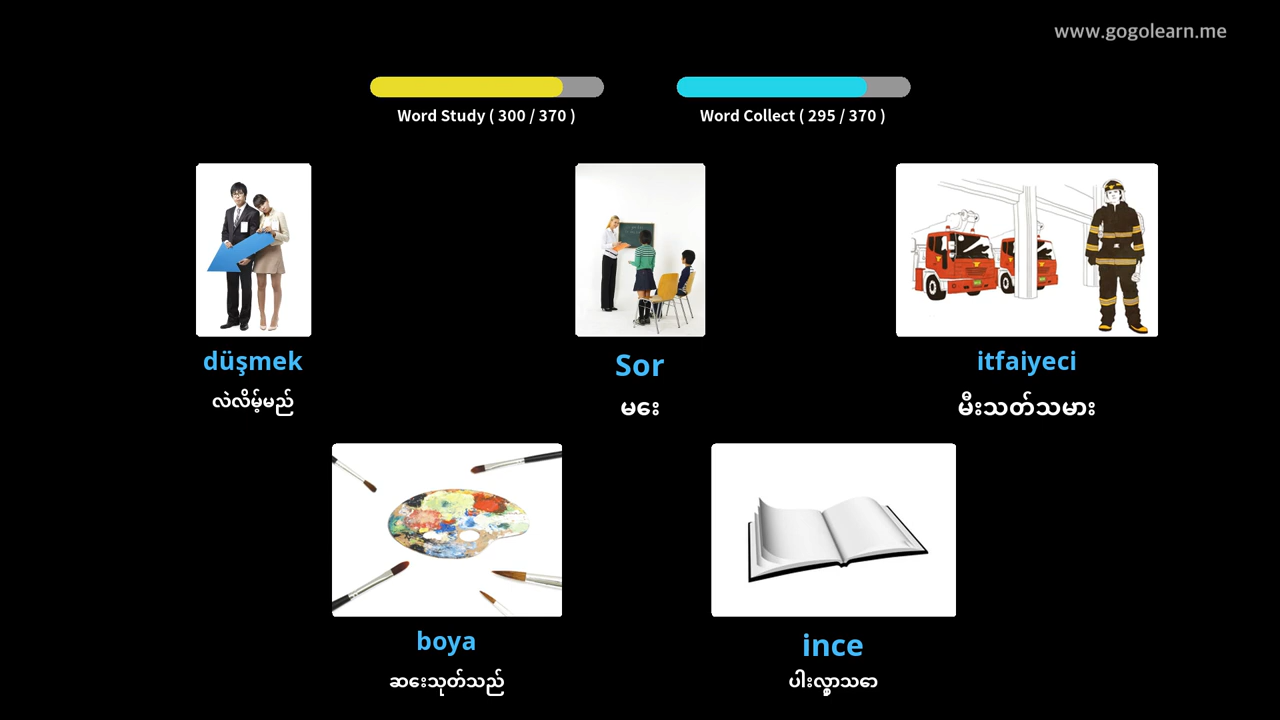 www.gogolearn.me
Word Study ( 300 / 370 )
Word Collect ( 295 / 370 )
düşmek
လဲလိမ့်မည်
Sor
မေး
itfaiyeci
မီးသတ်သမား
boya
ဆေးသုတ်သည်
ince
ပါးလွှာသော